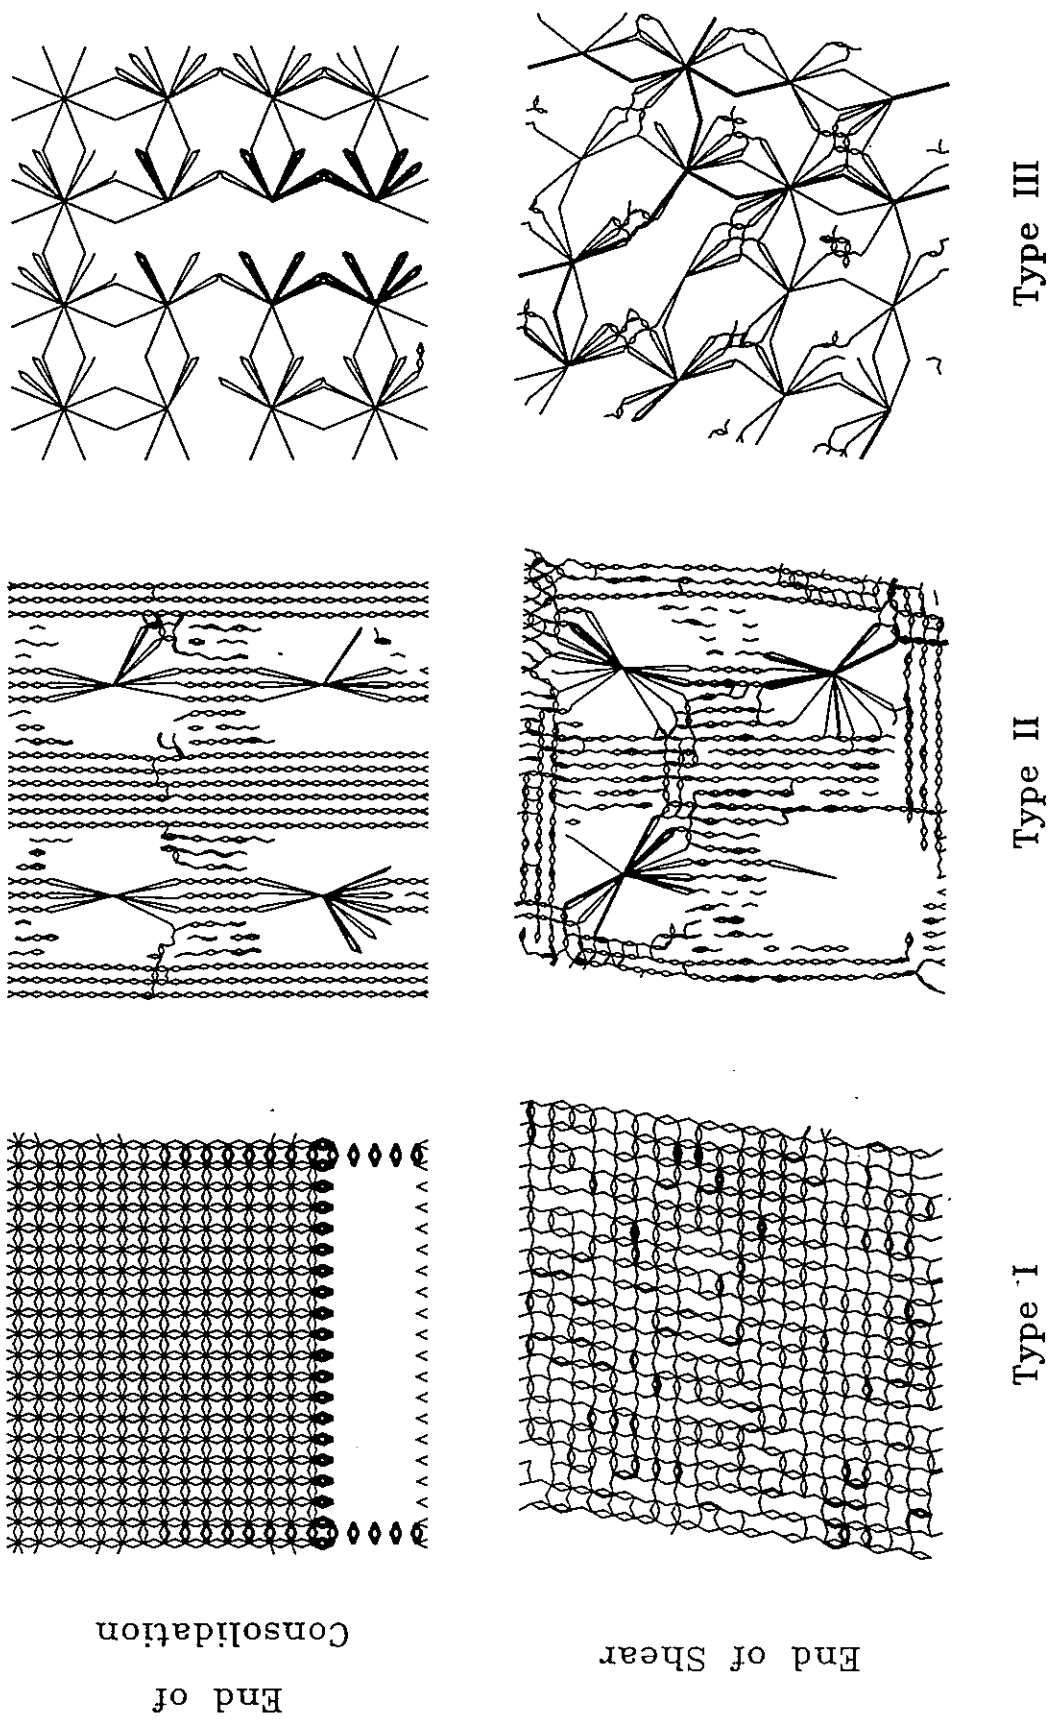 End of
Consolidation
End of Shear
Type I
Type II
Type III